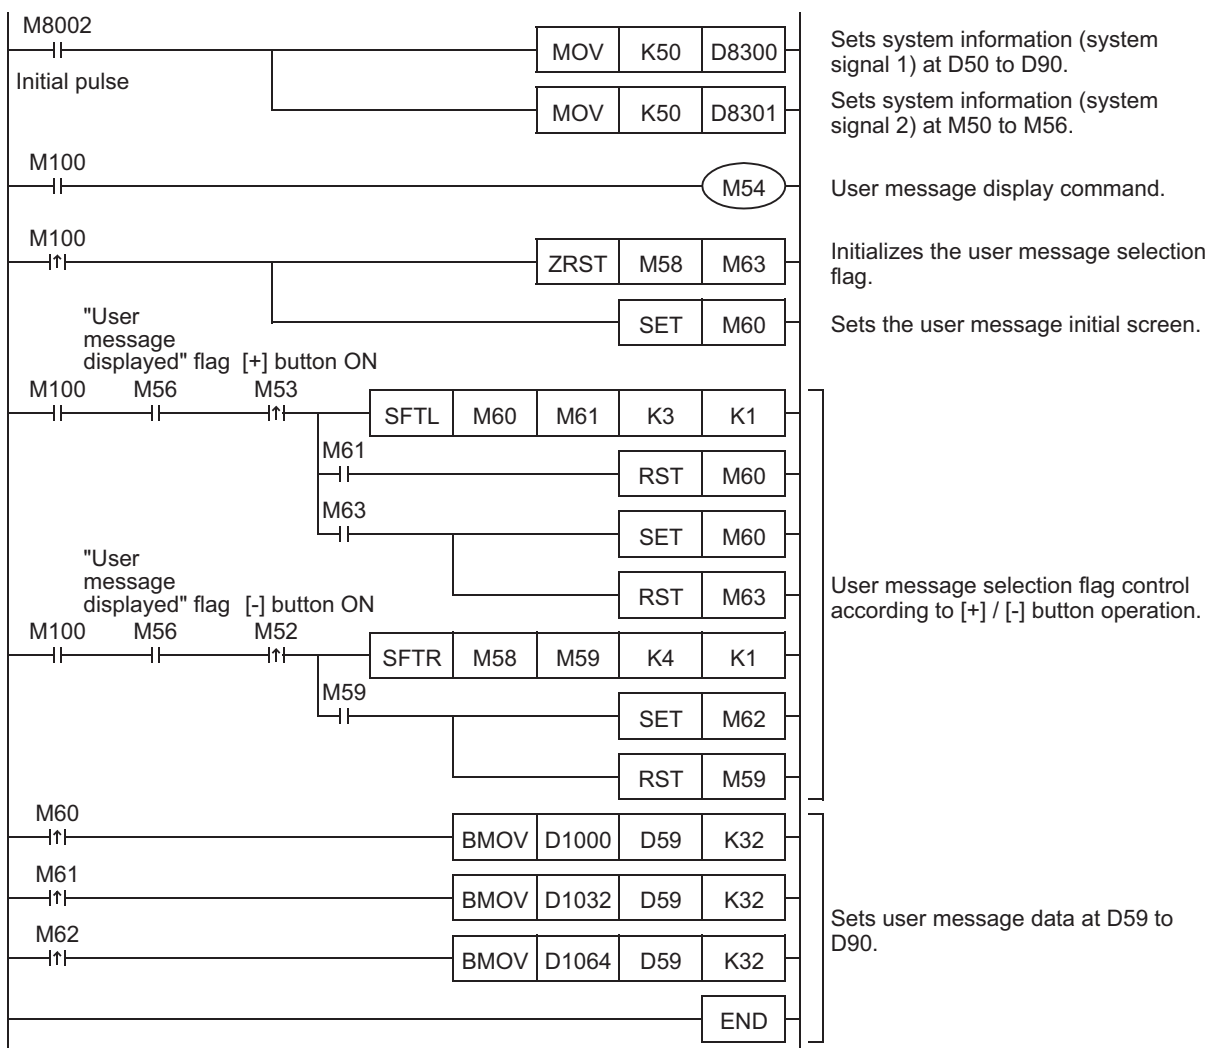 M8002
MOV K50 D8300
Sets system information (system
signal 1) at D50 to D90.
Initial pulse
MOV K50 D8301
Sets system information (system
signal 2) at M50 to M56.
M100
M54
User message display command.
M100
ZRST M58 M63
Initializes the user message selection
flag.
SET M60
Sets the user message initial screen.
"User
message
displayed" flag [+] button ON
M100 M56 M53
SFTL M60 M61 K3 K1
M61
RST M60
M63
SET M60
"User
message
displayed" flag [-] button ON
RST M63
User message selection flag control
according to [+] / [-] button operation.
M100 M56 M52
SFTR M58 M59 K4 K1
M59
SET M62
RST M59
M60
BMOV D1000 D59 K32
M61
BMOV D1032 D59 K32
Sets user message data at D59 to
D90.
M62
BMOV D1064 D59 K32
END